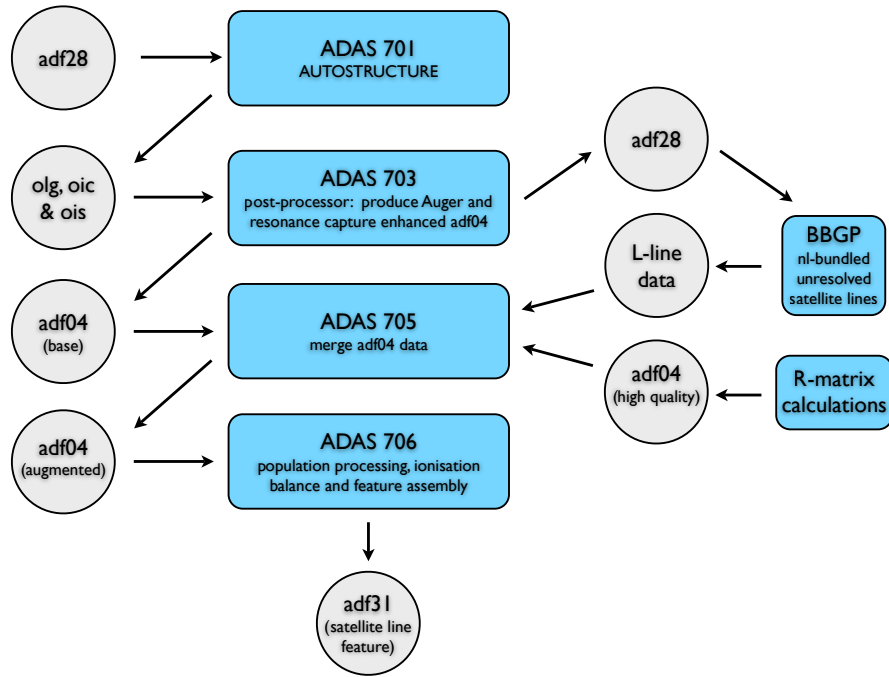 adf28
ADAS 701
AUTOSTRUCTURE
olg, oic
& ois
ADAS 703
post-processor: produce Auger and
resonance capture enhanced adf04
adf28
BBGP
nl-bundled
unresolved
satellite lines
L-line
data
adf04
(base)
ADAS 705
merge adf04 data
adf04
(high quality)
R-matrix
calculations
adf04
(augmented)
ADAS 706
population processing, ionisation
balance and feature assembly
adf31
(satellite line
feature)